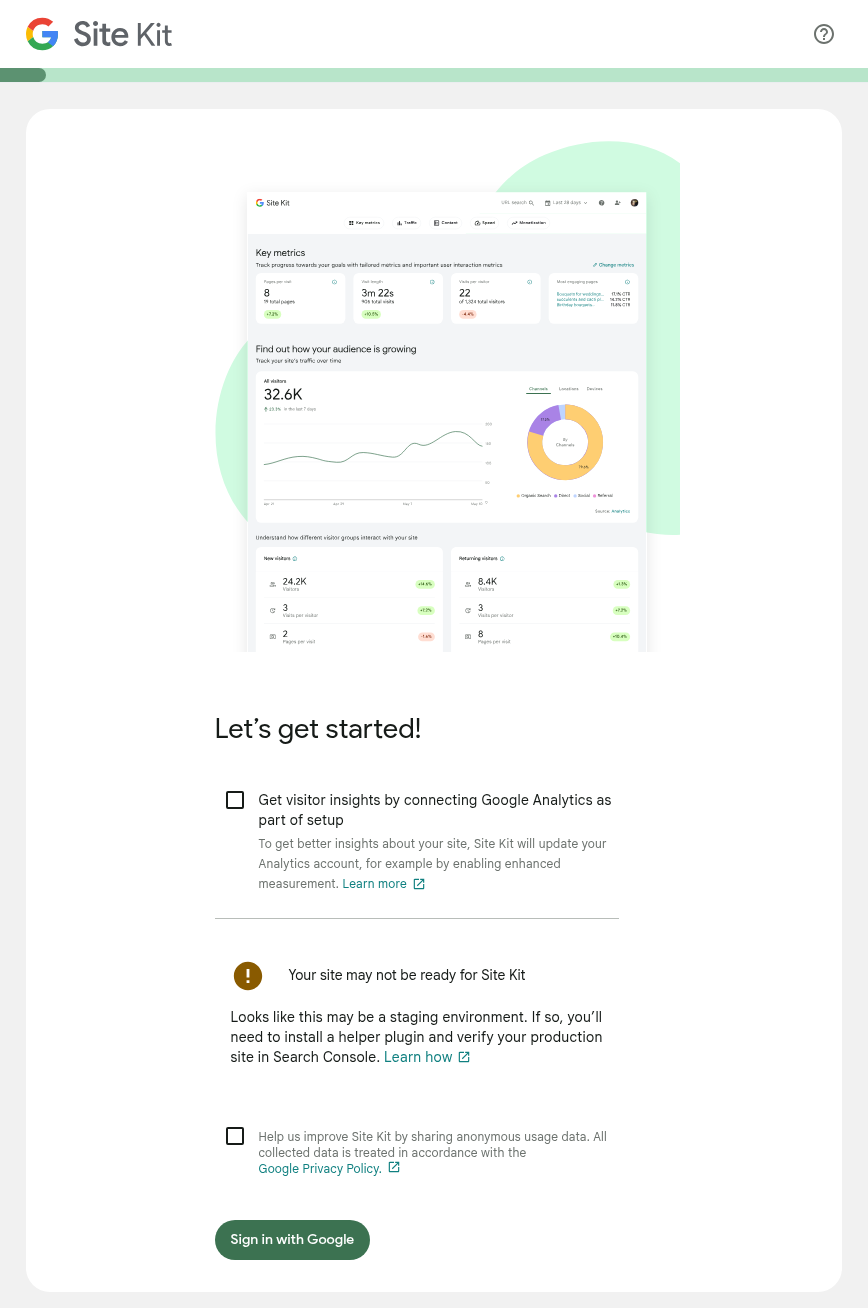 Site Kit
Site Kit
URL Search
Last 28 days
Key metrics
Traffic
Content
Speed
Monetization
Key metrics
Track progress towards your goals with tailored metrics and important user interaction metrics
Change metrics
Pages per visit
8
19 total pages
+7.2%
Visit length
3m 22s
906 total visits
+10.5%
Visits per visitor
22
of 1,324 total visitors
-4.4%
Most engaging pages
17.1% CTR
16.2% CTR
11.8% CTR
Find out how your audience is growing
Track your site's traffic over time
All visitors
32.6K
23.3% in the last 7 days
Channels
Locations
Devices
By
Channels
Organic Search
Direct
Social
Referral
Source: Analytics
Understand how different visitor groups interact with your site
New visitors
24.2K
Visitors
+14.6%
3
Visits per visitor
+2.2%
2
Pages per visit
-1.6%
Returning visitors
8.4K
Visitors
+1.3%
3
Visits per visitor
+7.2%
8
Pages per visit
+10.4%
Let’s get started!
Get visitor insights by connecting Google Analytics as
part of setup
To get better insights about your site, Site Kit will update your
Analytics account, for example by enabling enhanced
measurement. Learn more
Your site may not be ready for Site Kit
Looks like this may be a staging environment. If so, you’ll
need to install a helper plugin and verify your production
site in Search Console. Learn how
Help us improve Site Kit by sharing anonymous usage data. All
collected data is treated in accordance with the
Google Privacy Policy.
Sign in with Google